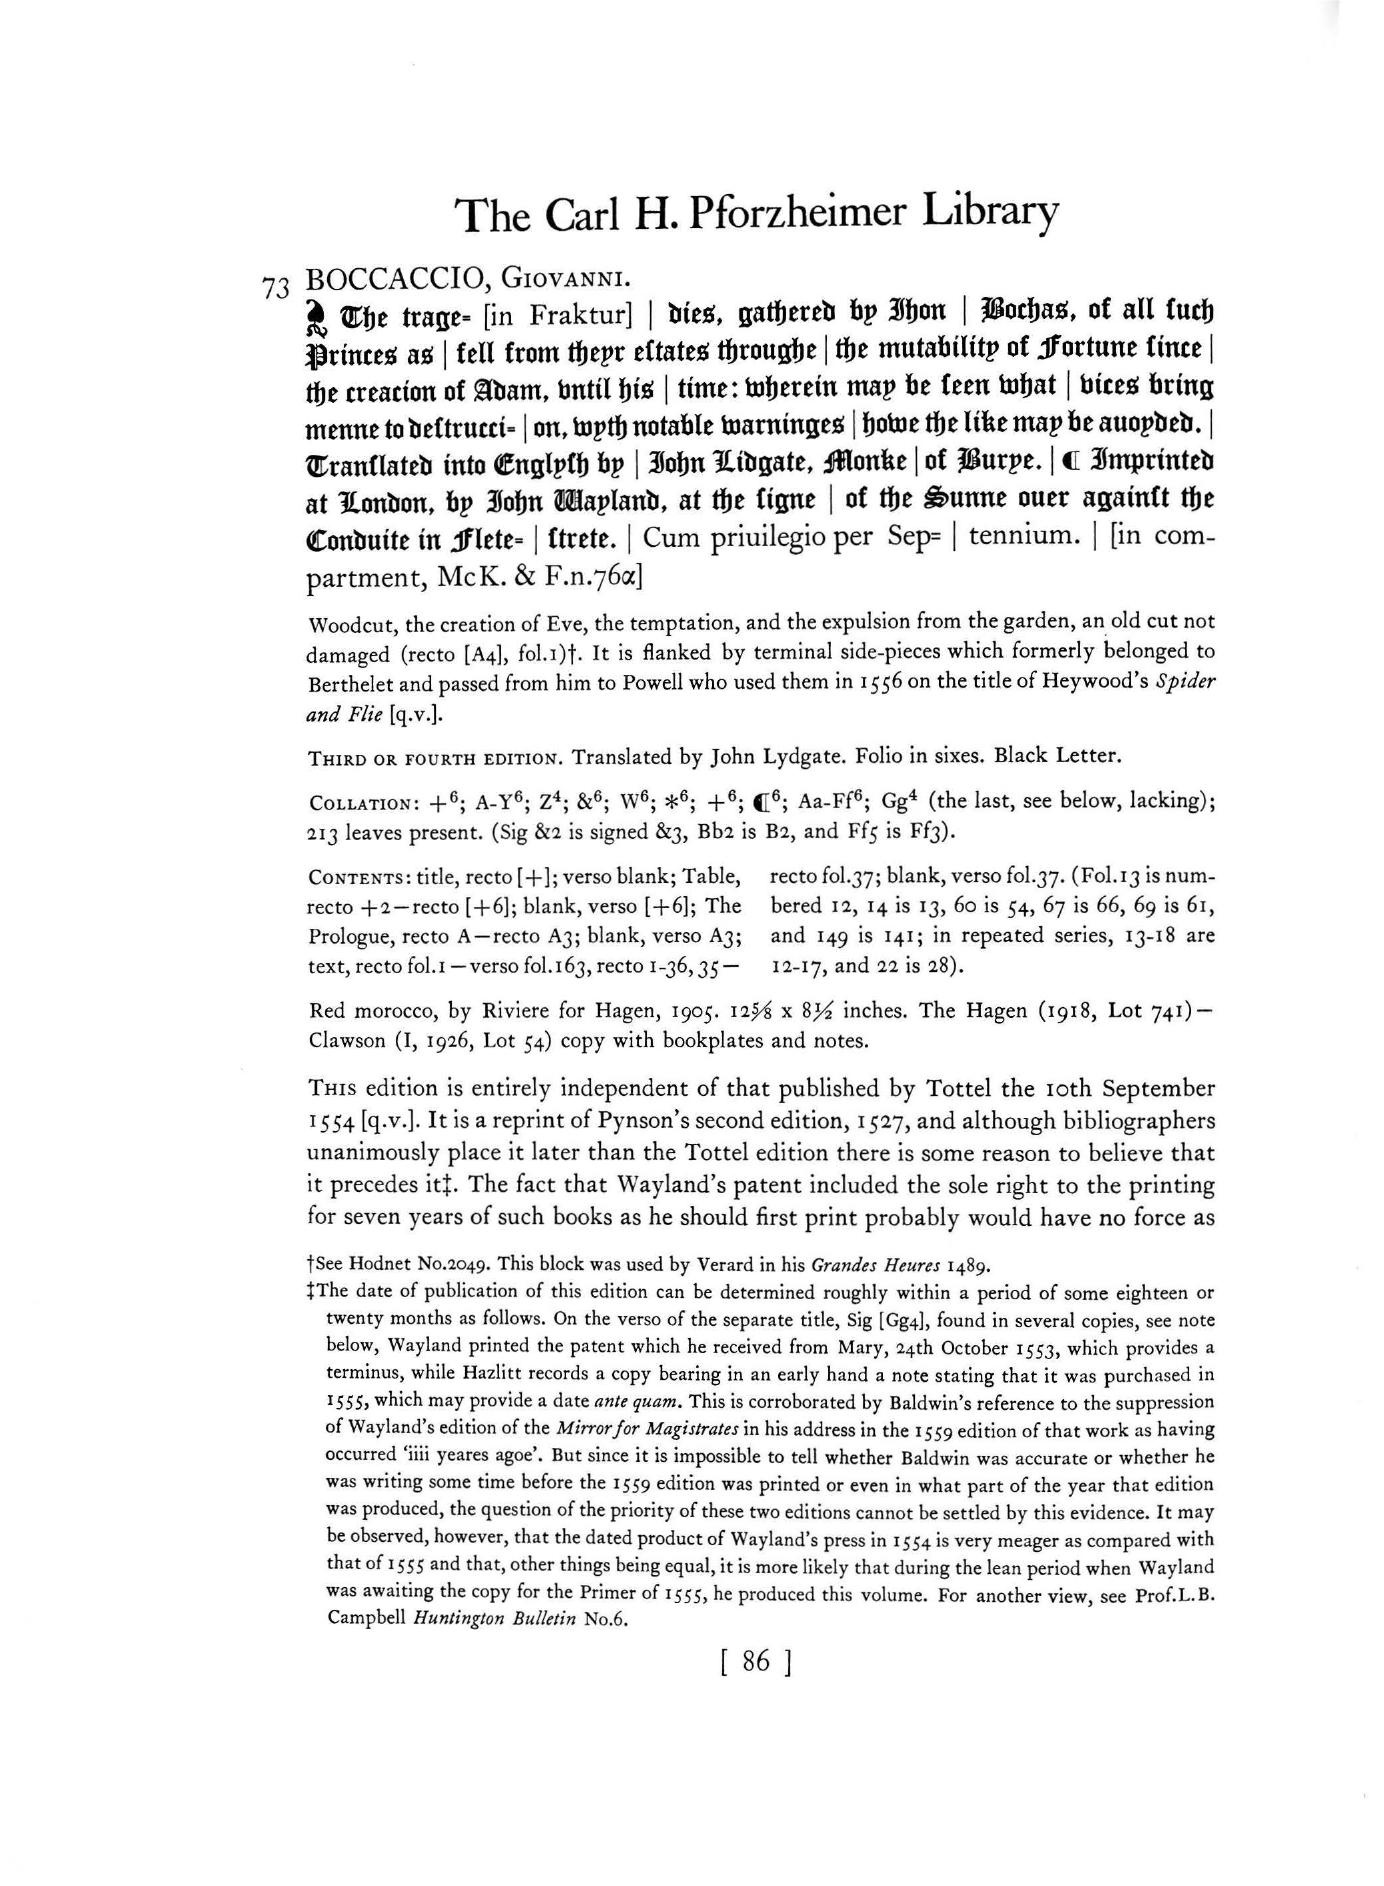 The Carl H. Pforzheimer Library
73 BOCCACCIO, GIOVANNI.
❧ The trage= [in Fraktur] | dies, gathered by Jhon | Bochas, of all ſuch
Princes as | fell from theyr eſtates throughe | the mutability of Fortune ſince |
the creacion of Adam, vntil his | time: wherein may be ſeen what | vices bring
menne to deſtrucci= | on, wyth notable warninges | howe the like may be auoyded. |
Tranſlated into Englyſh by | John Lidgate, Monke | of Burye. | ¶ Imprinted
at London, by John Wayland, at the ſigne | of the Sunne ouer againſt the
Conduite in Flete= | ſtrete. | Cum priuilegio per Sep= | tennium. | [in com-
partment, McK. & F.n.76α]
Woodcut, the creation of Eve, the temptation, and the expulsion from the garden, an old cut not
damaged (recto [A4], fol.1)†. It is flanked by terminal side-pieces which formerly belonged to
Berthelet and passed from him to Powell who used them in 1556 on the title of Heywood's Spider
and Flie [q.v.].
THIRD OR FOURTH EDITION. Translated by John Lydgate. Folio in sixes. Black Letter.
COLLATION: +⁶; A-Y⁶; Z⁴; &⁶; W⁶; *⁶; +⁶; ¶⁶; Aa-Ff⁶; Gg⁴ (the last, see below, lacking);
213 leaves present. (Sig &2 is signed &3, Bb2 is B2, and Ff5 is Ff3).
CONTENTS: title, recto [+]; verso blank; Table,
recto +2—recto [+6]; blank, verso [+6]; The
Prologue, recto A—recto A3; blank, verso A3;
text, recto fol.1—verso fol.163, recto 1-36, 35—
recto fol.37; blank, verso fol.37. (Fol.13 is num-
bered 12, 14 is 13, 60 is 54, 67 is 66, 69 is 61,
and 149 is 141; in repeated series, 13-18 are
12-17, and 22 is 28).
Red morocco, by Riviere for Hagen, 1905. 12⅝ x 8½ inches. The Hagen (1918, Lot 741)—
Clawson (I, 1926, Lot 54) copy with bookplates and notes.
THIS edition is entirely independent of that published by Tottel the 10th September
1554 [q.v.]. It is a reprint of Pynson's second edition, 1527, and although bibliographers
unanimously place it later than the Tottel edition there is some reason to believe that
it precedes it‡. The fact that Wayland's patent included the sole right to the printing
for seven years of such books as he should first print probably would have no force as
†See Hodnet No.2049. This block was used by Verard in his Grandes Heures 1489.
‡The date of publication of this edition can be determined roughly within a period of some eighteen or
twenty months as follows. On the verso of the separate title, Sig [Gg4], found in several copies, see note
below, Wayland printed the patent which he received from Mary, 24th October 1553, which provides a
terminus, while Hazlitt records a copy bearing in an early hand a note stating that it was purchased in
1555, which may provide a date ante quam. This is corroborated by Baldwin's reference to the suppression
of Wayland's edition of the Mirror for Magistrates in his address in the 1559 edition of that work as having
occurred ‘iiii yeares agoe’. But since it is impossible to tell whether Baldwin was accurate or whether he
was writing some time before the 1559 edition was printed or even in what part of the year that edition
was produced, the question of the priority of these two editions cannot be settled by this evidence. It may
be observed, however, that the dated product of Wayland's press in 1554 is very meager as compared with
that of 1555 and that, other things being equal, it is more likely that during the lean period when Wayland
was awaiting the copy for the Primer of 1555, he produced this volume. For another view, see Prof.L.B.
Campbell Huntington Bulletin No.6.
[ 86 ]